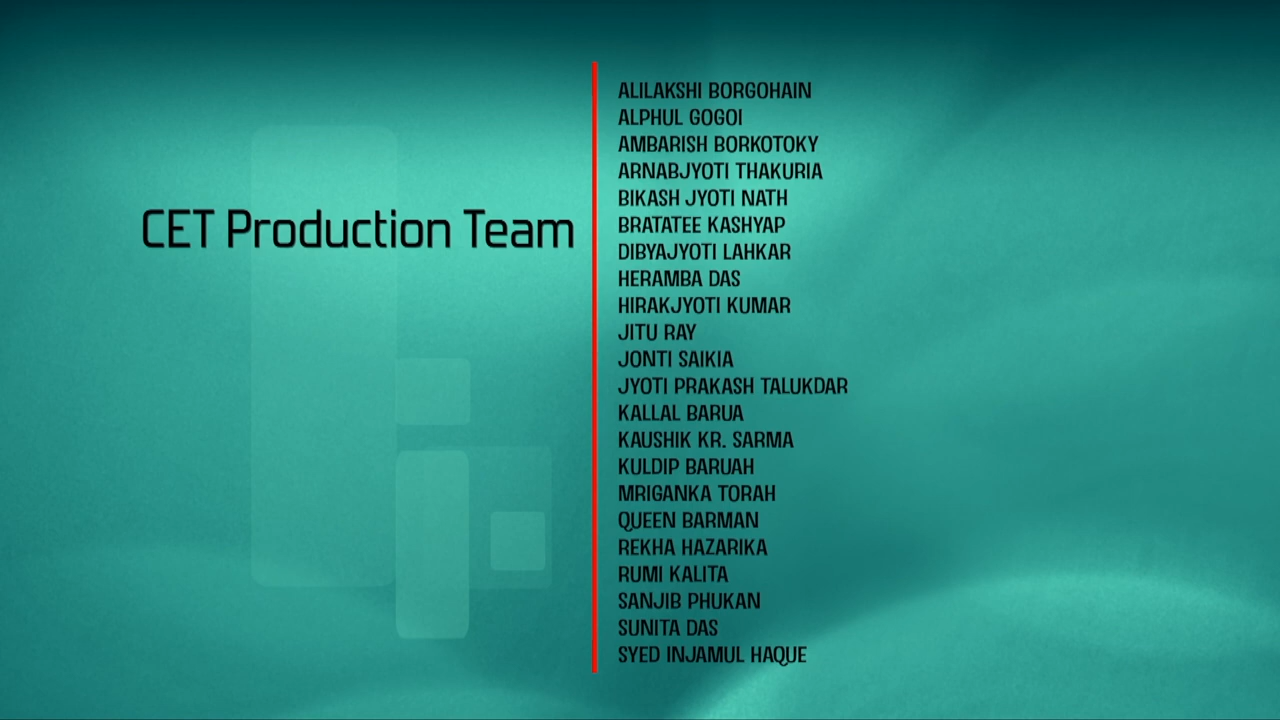 CET Production Team
ALILAKSHI BORGOHAIN
ALPHUL GOGOI
AMBARISH BORKOTOKY
ARNABJYOTI THAKURIA
BIKASH JYOTI NATH
BRATATEE KASHYAP
DIBYAJYOTI LAHKAR
HERAMBA DAS
HIRAKJYOTI KUMAR
JITU RAY
JONTI SAIKIA
JYOTI PRAKASH TALUKDAR
KALLAL BARUA
KAUSHIK KR. SARMA
KULDIP BARUAH
MRIGANKA TORAH
QUEEN BARMAN
REKHA HAZARIKA
RUMI KALITA
SANJIB PHUKAN
SUNITA DAS
SYED INJAMUL HAQUE